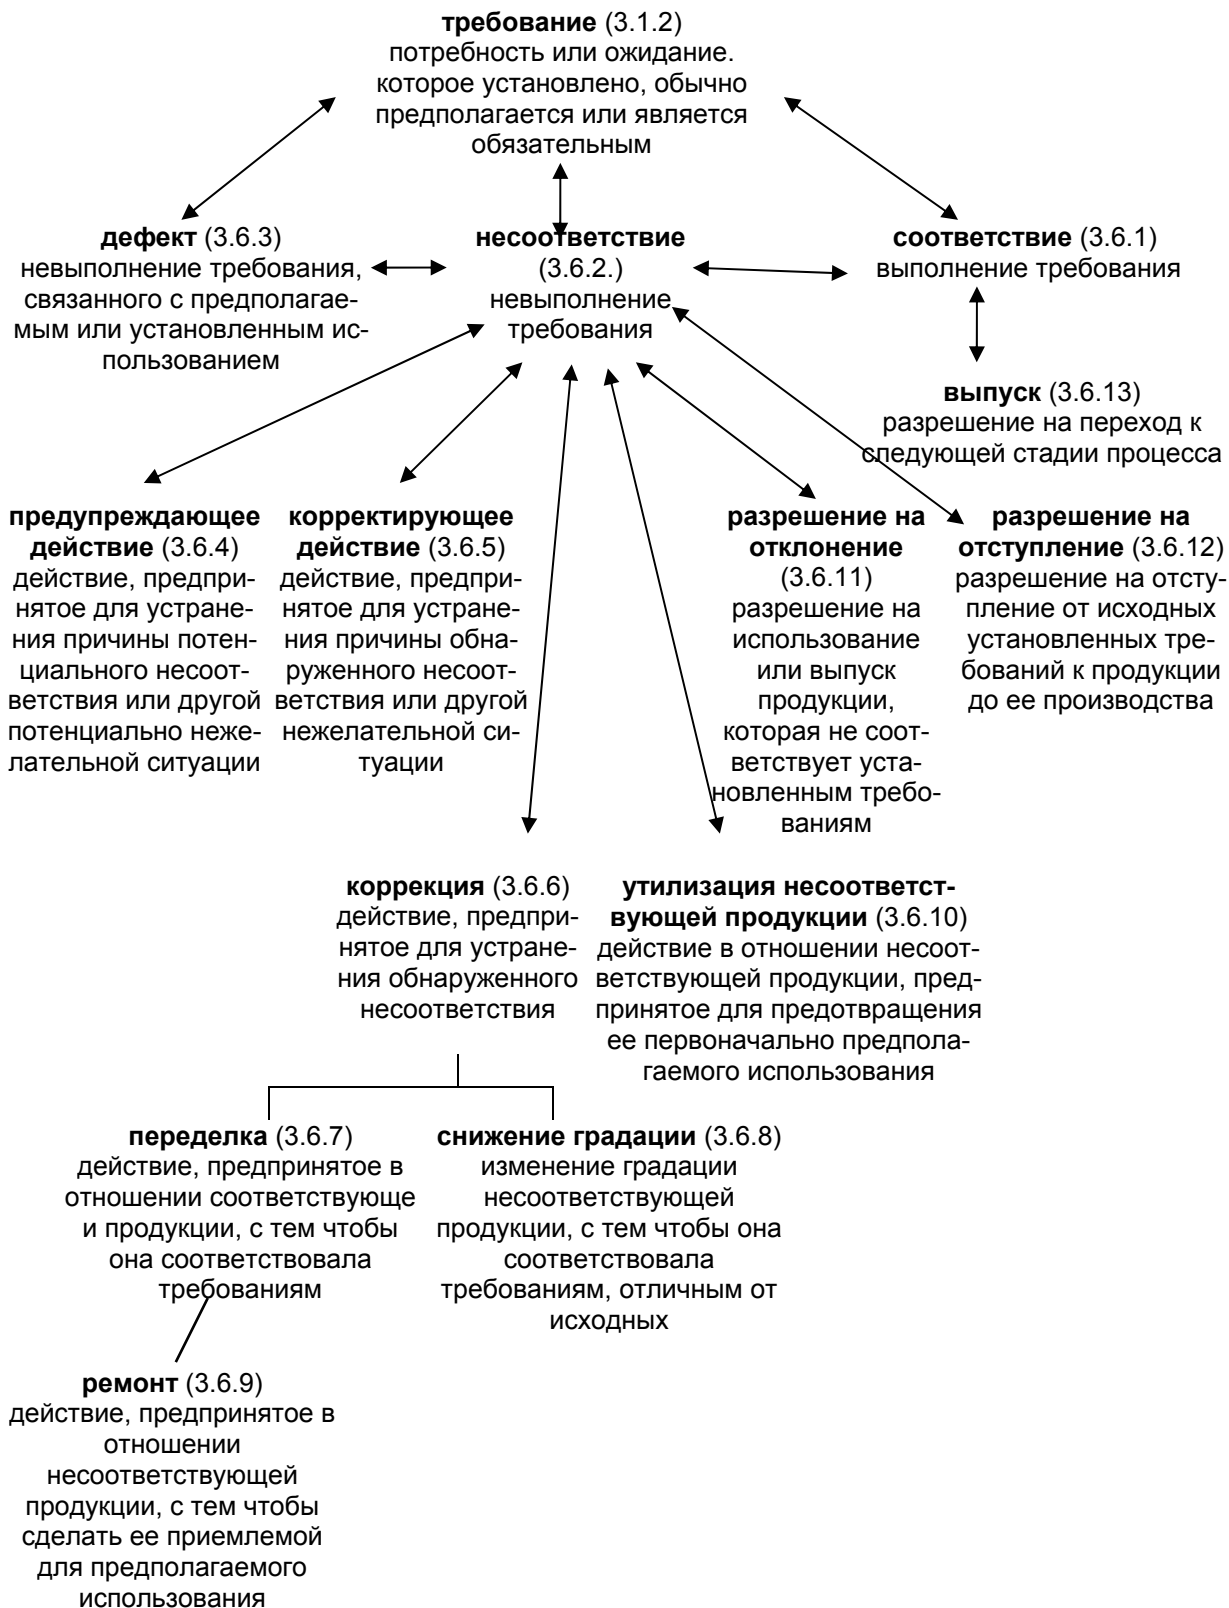 требование (3.1.2)
потребность или ожидание.
которое установлено, обычно
предполагается или является
обязательным
дефект (3.6.3)
невыполнение требования,
связанного с предполагае-
мым или установленным ис-
пользованием
несоответствие
(3.6.2.)
невыполнение
требования
соответствие (3.6.1)
выполнение требования
выпуск (3.6.13)
разрешение на переход к
следующей стадии процесса
предупреждающее
действие (3.6.4)
действие, предпри-
нятое для устране-
ния причины потен-
циального несоот-
ветствия или другой
потенциально неже-
лательной ситуации
корректирующее
действие (3.6.5)
действие, предпри-
нятое для устране-
ния причины обна-
руженного несоот-
ветствия или другой
нежелательной си-
туации
разрешение на
отклонение
(3.6.11)
разрешение на
использование
или выпуск
продукции,
которая не соот-
ветствует уста-
новленным требо-
ваниям
разрешение на
отступление (3.6.12)
разрешение на отсту-
пление от исходных
установленных тре-
бований к продукции
до ее производства
коррекция (3.6.6)
действие, предпри-
нятое для устране-
ния обнаруженного
несоответствия
утилизация несоответст-
вующей продукции (3.6.10)
действие в отношении несоот-
ветствующей продукции, пред-
принятое для предотвращения
ее первоначально предпола-
гаемого использования
переделка (3.6.7)
действие, предпринятое в
отношении соответствующе
и продукции, с тем чтобы
она соответствовала
требованиям
снижение градации (3.6.8)
изменение градации
несоответствующей
продукции, с тем чтобы она
соответствовала
требованиям, отличным от
исходных
ремонт (3.6.9)
действие, предпринятое в
отношении
несоответствующей
продукции, с тем чтобы
сделать ее приемлемой
для предполагаемого
использования